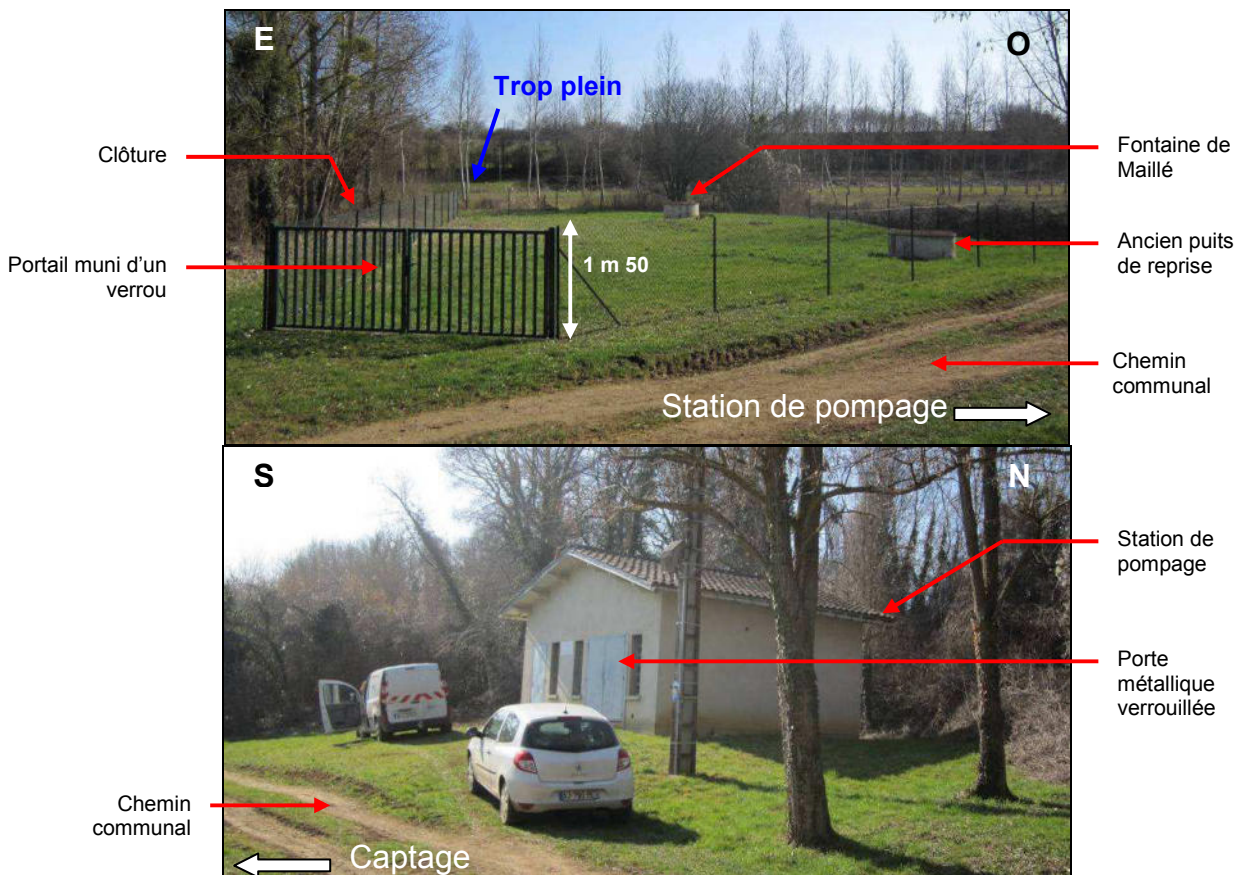 E
O
Trop plein
Clôture
Fontaine de
Maillé
Portail muni d'un
verrou
1 m 50
Ancien puits
de reprise
Chemin
communal
Station de pompage
S
N
Station de
pompage
Porte
métallique
verrouillée
Chemin
communal
Captage